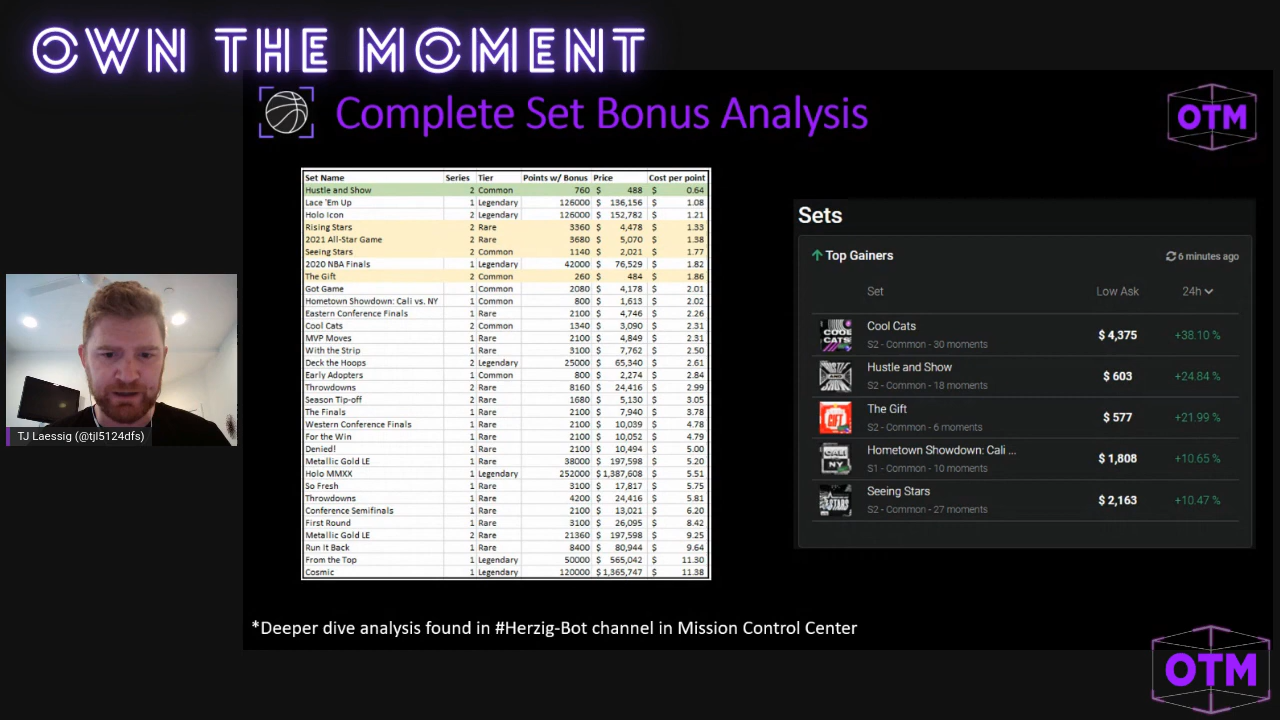 OWN THE MOMENT
Complete Set Bonus Analysis
OTM
Set Name Series Tier Points w/ Bonus Price Cost per point
Hustle and Show 2 Common 760 $ 488 $ 0.64
Lace 'Em Up 1 Legendary 126000 $ 136,156 $ 1.08
Holo Icon 2 Legendary 126000 $ 152,782 $ 1.21
Rising Stars 2 Rare 3360 $ 4,478 $ 1.33
2021 All-Star Game 2 Rare 3680 $ 5,070 $ 1.38
Seeing Stars 2 Common 1140 $ 2,021 $ 1.77
2020 NBA Finals 1 Legendary 42000 $ 76,529 $ 1.82
The Gift 2 Common 260 $ 484 $ 1.86
Got Game 1 Common 2080 $ 4,178 $ 2.01
Hometown Showdown: Cali vs. NY 1 Common 800 $ 1,613 $ 2.02
Eastern Conference Finals 1 Rare 2100 $ 4,746 $ 2.26
Cool Cats 2 Common 1340 $ 3,090 $ 2.31
MVP Moves 1 Rare 2100 $ 4,849 $ 2.31
With the Strip 1 Rare 3100 $ 7,762 $ 2.50
Deck the Hoops 2 Legendary 25000 $ 65,340 $ 2.61
Early Adopters 1 Common 800 $ 2,274 $ 2.84
Throwdowns 2 Rare 8160 $ 24,416 $ 2.99
Season Tip-off 2 Rare 1680 $ 5,130 $ 3.05
The Finals 1 Rare 2100 $ 7,940 $ 3.78
Western Conference Finals 1 Rare 2100 $ 10,039 $ 4.78
For the Win 1 Rare 2100 $ 10,052 $ 4.79
Denied! 1 Rare 2100 $ 10,494 $ 5.00
Metallic Gold LE 1 Rare 38000 $ 197,598 $ 5.20
Holo MMXX 1 Legendary 252000 $ 1,387,608 $ 5.51
So Fresh 1 Rare 3100 $ 17,817 $ 5.75
Throwdowns 1 Rare 4200 $ 24,416 $ 5.81
Conference Semifinals 1 Rare 2100 $ 13,021 $ 6.20
First Round 1 Rare 3100 $ 26,095 $ 8.42
Metallic Gold LE 2 Rare 21360 $ 197,598 $ 9.25
Run It Back 1 Rare 8400 $ 80,944 $ 9.64
From the Top 1 Legendary 50000 $ 565,042 $ 11.30
Cosmic 1 Legendary 120000 $ 1,365,747 $ 11.38
Sets
Top Gainers 6 minutes ago
Set Low Ask 24h
Cool Cats
S2 - Common - 30 moments
$ 4,375 +38.10 %
Hustle and Show
S2 - Common - 18 moments
$ 603 +24.84 %
The Gift
S2 - Common - 6 moments
$ 577 +21.99 %
Hometown Showdown: Cali ...
S1 - Common - 10 moments
$ 1,808 +10.65 %
Seeing Stars
S2 - Common - 27 moments
$ 2,163 +10.47 %
TJ Laessig (@tjl5124dfs)
*Deeper dive analysis found in #Herzig-Bot channel in Mission Control Center
OTM